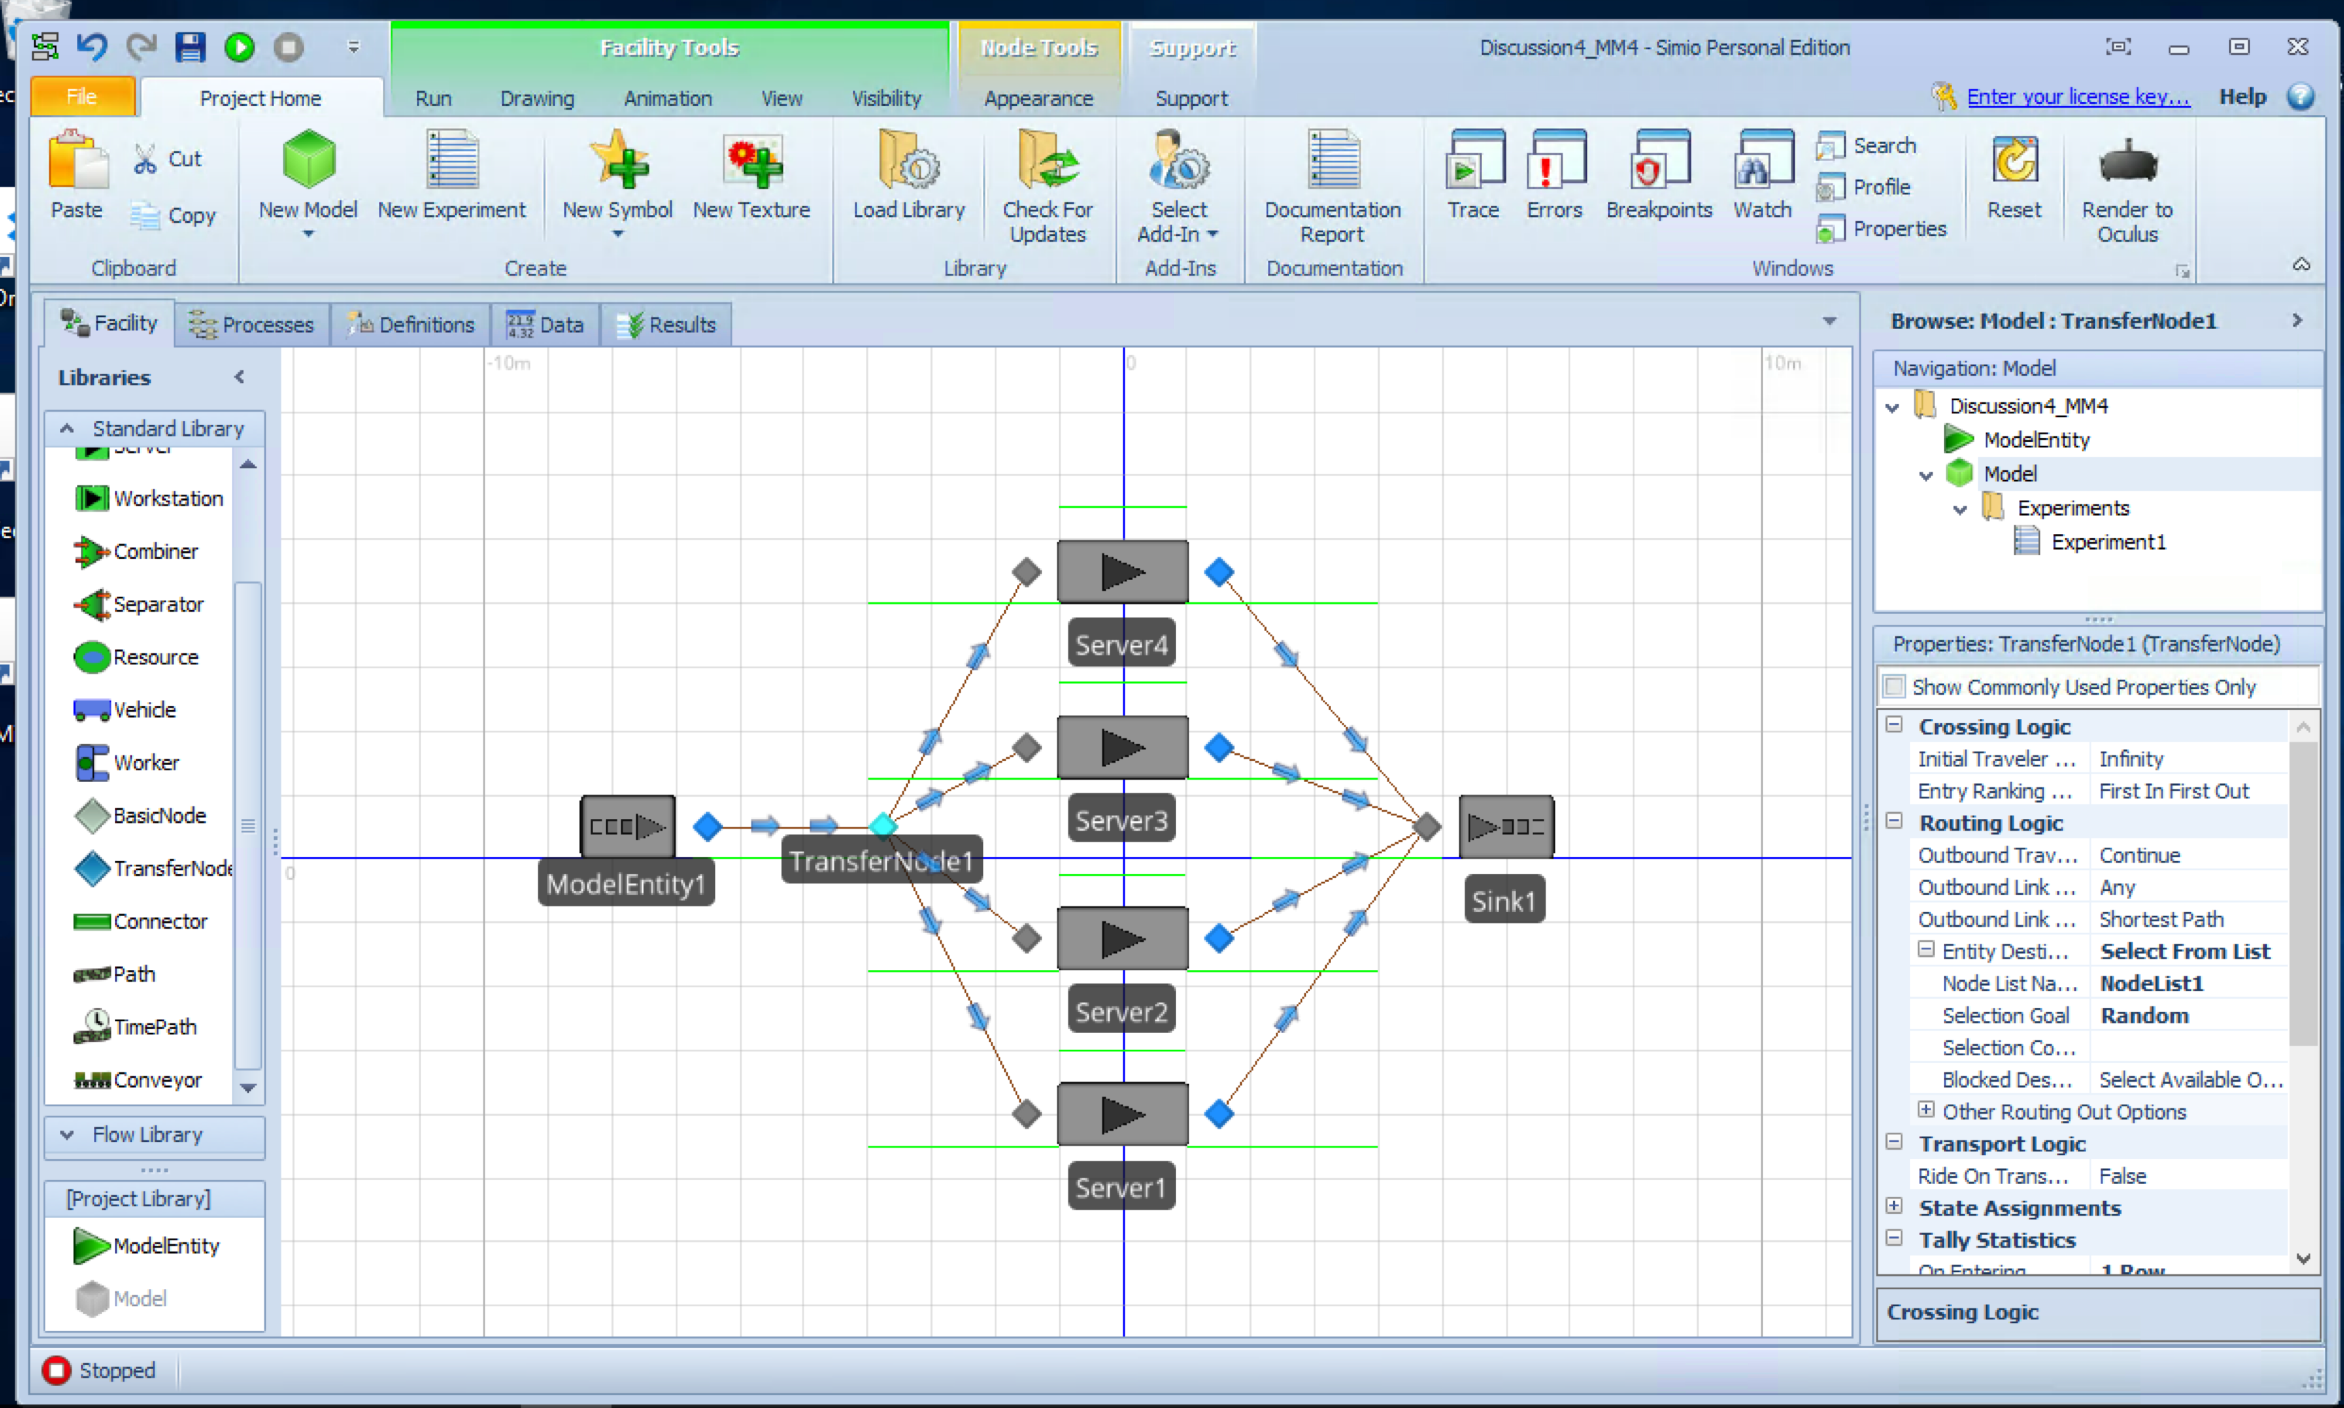 Facility Tools
Node Tools
Support
Discussion4_MM4 - Simio Personal Edition
File
Project Home
Run
Drawing
Animation
View
Visibility
Appearance
Support
Enter your license key...
Help
Paste
Cut
Copy
New Model
New Experiment
New Symbol
New Texture
Load Library
Check For Updates
Select Add-In
Documentation Report
Trace
Errors
Breakpoints
Watch
Search
Profile
Properties
Reset
Render to Oculus
Clipboard
Create
Library
Add-Ins
Documentation
Windows
Facility
Processes
Definitions
Data
Results
Browse: Model : TransferNode1
Libraries
Standard Library
Server
Workstation
Combiner
Separator
Resource
Vehicle
Worker
BasicNode
TransferNode
Connector
Path
TimePath
Conveyor
Flow Library
[Project Library]
ModelEntity
Model
-10m
0
10m
0
Server4
Server3
TransferNode1
ModelEntity1
Sink1
Server2
Server1
Navigation: Model
Discussion4_MM4
ModelEntity
Model
Experiments
Experiment1
Properties: TransferNode1 (TransferNode)
Show Commonly Used Properties Only
Crossing Logic
Initial Traveler ... Infinity
Entry Ranking ... First In First Out
Routing Logic
Outbound Trav... Continue
Outbound Link ... Any
Outbound Link ... Shortest Path
Entity Desti... Select From List
Node List Na... NodeList1
Selection Goal Random
Selection Co...
Blocked Des... Select Available O...
Other Routing Out Options
Transport Logic
Ride On Trans... False
State Assignments
Tally Statistics
On Entering 1 Row
Crossing Logic
Stopped